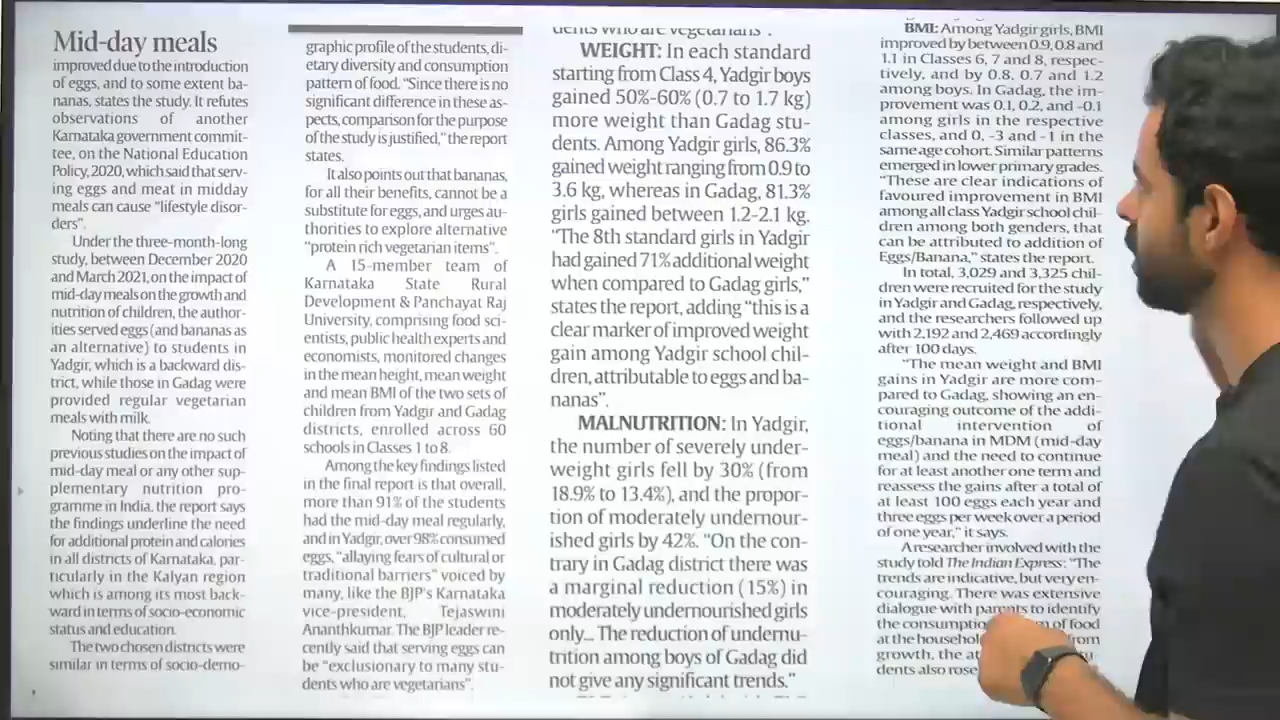 Mid-day meals
improved due to the introduction
of eggs, and to some extent ba-
nanas, states the study. It refutes
observations of another
Karnataka government commit-
tee, on the National Education
Policy, 2020, which said that serv-
ing eggs and meat in midday
meals can cause "lifestyle disor-
ders".
Under the three-month-long
study, between December 2020
and March 2021, on the impact of
mid-day meals on the growth and
nutrition of children, the author-
ities served eggs (and bananas as
an alternative) to students in
Yadgir, which is a backward dis-
trict, while those in Gadag were
provided regular vegetarian
meals with milk.
Noting that there are no such
previous studies on the impact of
mid-day meal or any other sup-
plementary nutrition pro-
gramme in India, the report says
the findings underline the need
for additional protein and calories
in all districts of Karnataka, par-
ticularly in the Kalyan region
which is among its most back-
ward in terms of socio-economic
status and education.
The two chosen districts were
similar in terms of socio-demo-
graphic profile of the students, di-
etary diversity and consumption
pattern of food. "Since there is no
significant difference in these as-
pects, comparison for the purpose
of the study is justified," the report
states.
It also points out that bananas,
for all their benefits, cannot be a
substitute for eggs, and urges au-
thorities to explore alternative
"protein rich vegetarian items".
A 15-member team of
Karnataka State Rural
Development & Panchayat Raj
University, comprising food sci-
entists, public health experts and
economists, monitored changes
in the mean height, mean weight
and mean BMI of the two sets of
children from Yadgir and Gadag
districts, enrolled across 60
schools in Classes 1 to 8.
Among the key findings listed
in the final report is that overall,
more than 91% of the students
had the mid-day meal regularly,
and in Yadgir, over 98% consumed
eggs, "allaying fears of cultural or
traditional barriers" voiced by
many, like the BJP's Karnataka
vice-president, Tejaswini
Ananthkumar. The BJP leader re-
cently said that serving eggs can
be "exclusionary to many stu-
dents who are vegetarians".
dents who are vegetarians".
WEIGHT: In each standard
starting from Class 4, Yadgir boys
gained 50%-60% (0.7 to 1.7 kg)
more weight than Gadag stu-
dents. Among Yadgir girls, 86.3%
gained weight ranging from 0.9 to
3.6 kg, whereas in Gadag, 81.3%
girls gained between 1.2-2.1 kg.
"The 8th standard girls in Yadgir
had gained 71% additional weight
when compared to Gadag girls,"
states the report, adding "this is a
clear marker of improved weight
gain among Yadgir school chil-
dren, attributable to eggs and ba-
nanas".
MALNUTRITION: In Yadgir,
the number of severely under-
weight girls fell by 30% (from
18.9% to 13.4%), and the propor-
tion of moderately undernour-
ished girls by 42%. "On the con-
trary in Gadag district there was
a marginal reduction (15%) in
moderately undernourished girls
only... The reduction of undernu-
trition among boys of Gadag did
not give any significant trends."
BMI: Among Yadgir girls, BMI
improved by between 0.9, 0.8 and
1.1 in Classes 6, 7 and 8, respec-
tively, and by 0.8, 0.7 and 1.2
among boys. In Gadag, the im-
provement was 0.1, 0.2, and -0.1
among girls in the respective
classes, and 0, -3 and -1 in the
same age cohort. Similar patterns
emerged in lower primary grades.
"These are clear indications of
favoured improvement in BMI
among all class Yadgir school chil-
dren among both genders, that
can be attributed to addition of
Eggs/Banana," states the report.
In total, 3,029 and 3,325 chil-
dren were recruited for the study
in Yadgir and Gadag, respectively,
and the researchers followed up
with 2,192 and 2,469 accordingly
after 100 days.
"The mean weight and BMI
gains in Yadgir are more com-
pared to Gadag, showing an en-
couraging outcome of the addi-
tional intervention of
eggs/banana in MDM (mid-day
meal) and the need to continue
for at least another one term and
reassess the gains after a total of
at least 100 eggs each year and
three eggs per week over a period
of one year," it says.
A researcher involved with the
study told The Indian Express: "The
trends are indicative, but very en-
couraging. There was extensive
dialogue with parents to identify
the of food
at the from
growth, the
dents also rose